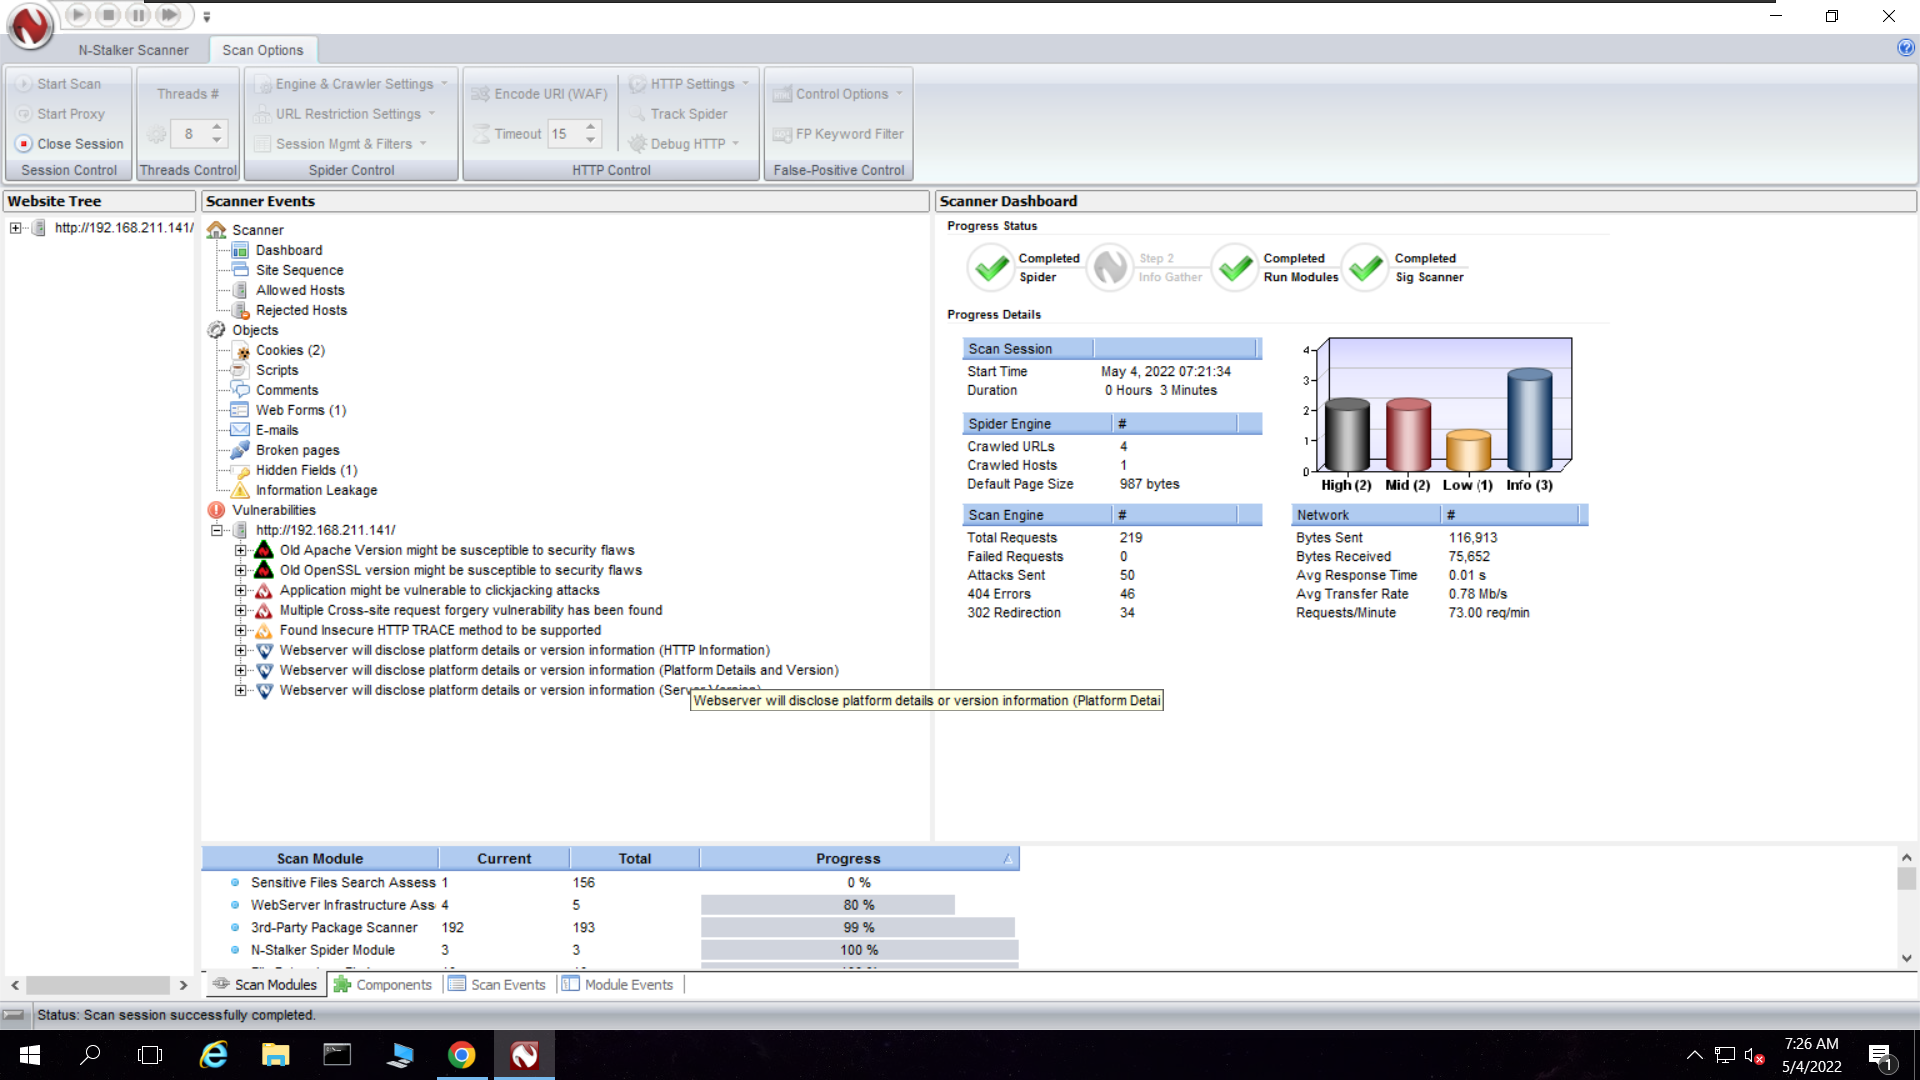 N-Stalker Scanner
Scan Options
Start Scan
Start Proxy
Close Session
Session Control
Threads #
8
Threads Control
Engine & Crawler Settings
URL Restriction Settings
Session Mgmt & Filters
Spider Control
Encode URI (WAF)
Timeout 15
HTTP Settings
Track Spider
Debug HTTP
HTTP Control
Control Options
FP Keyword Filter
False-Positive Control
Website Tree
http://192.168.211.141/
Scanner Events
Scanner
Dashboard
Site Sequence
Allowed Hosts
Rejected Hosts
Objects
Cookies (2)
Scripts
Comments
Web Forms (1)
E-mails
Broken pages
Hidden Fields (1)
Information Leakage
Vulnerabilities
http://192.168.211.141/
Old Apache Version might be susceptible to security flaws
Old OpenSSL version might be susceptible to security flaws
Application might be vulnerable to clickjacking attacks
Multiple Cross-site request forgery vulnerability has been found
Found Insecure HTTP TRACE method to be supported
Webserver will disclose platform details or version information (HTTP Information)
Webserver will disclose platform details or version information (Platform Details and Version)
Webserver will disclose platform details or version information (Server Version)
Webserver will disclose platform details or version information (Platform Detai
Scanner Dashboard
Progress Status
Completed
Spider
Step 2
Info Gather
Completed
Run Modules
Completed
Sig Scanner
Progress Details
Scan Session
Start Time May 4, 2022 07:21:34
Duration 0 Hours 3 Minutes
Spider Engine #
Crawled URLs 4
Crawled Hosts 1
Default Page Size 987 bytes
Scan Engine #
Total Requests 219
Failed Requests 0
Attacks Sent 50
404 Errors 46
302 Redirection 34
4
3
2
1
0
High (2) Mid (2) Low (1) Info (3)
Network #
Bytes Sent 116,913
Bytes Received 75,652
Avg Response Time 0.01 s
Avg Transfer Rate 0.78 Mb/s
Requests/Minute 73.00 req/min
Scan Module Current Total Progress
Sensitive Files Search Assess 1 156 0 %
WebServer Infrastructure Ass 4 5 80 %
3rd-Party Package Scanner 192 193 99 %
N-Stalker Spider Module 3 3 100 %
Scan Modules
Components
Scan Events
Module Events
Status: Scan session successfully completed.
7:26 AM
5/4/2022
1